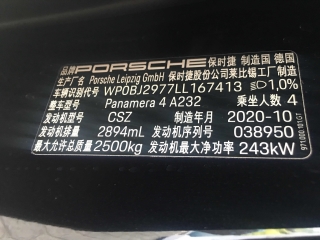 品牌 PORSCHE 保时捷 制造国 德国
生产厂名 Porsche Leipzig GmbH 保时捷股份公司莱比锡工厂制造
车辆识别代号 WP0BJ2977LL167413 1,0%
整车型号 Panamera 4 A232 乘坐人数 4
发动机型号 CSZ 制造年月 2020-10
发动机排量 2894mL 发动机序列号 038950
最大允许总质量 2500kg 发动机最大净功率 243kW